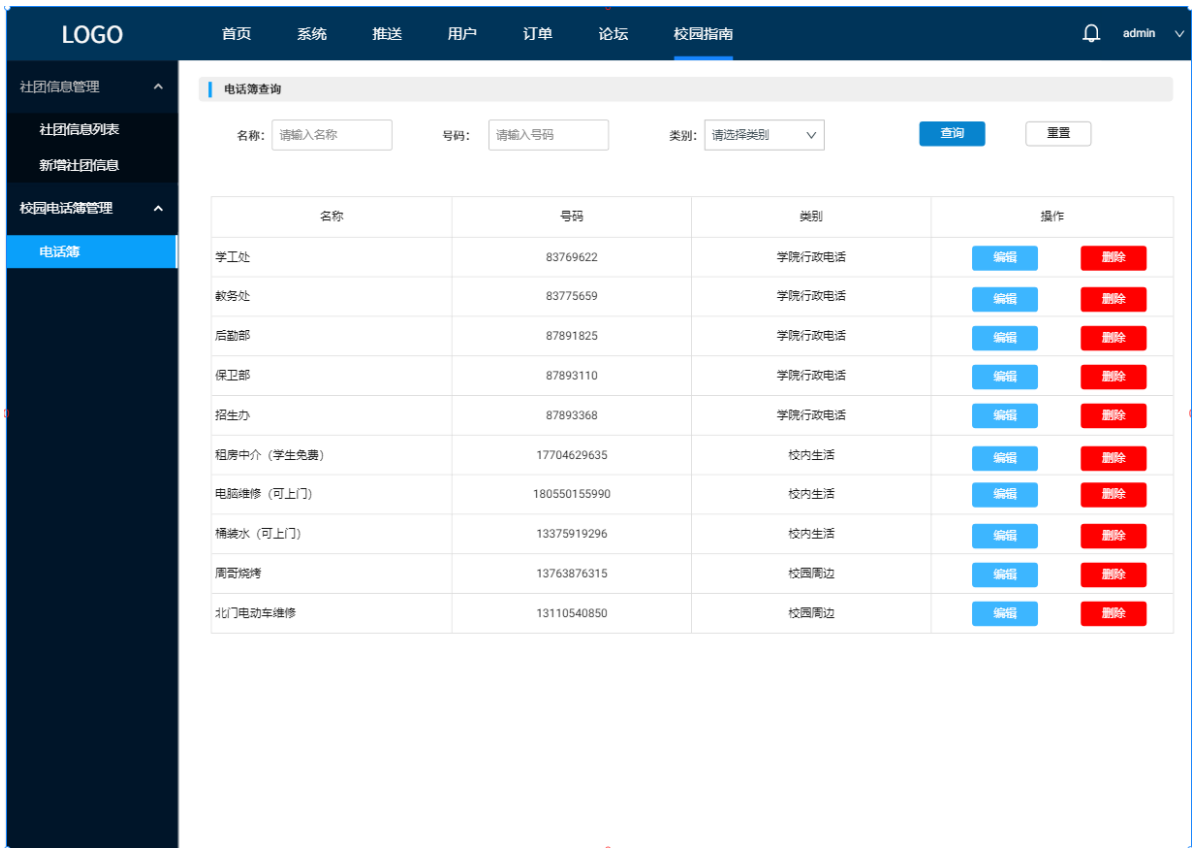 LOGO 首页 系统 推送 用户 订单 论坛 校园指南 admin
社团信息管理
社团信息列表
新增社团信息
校园电话簿管理
电话簿
电话簿查询
名称: 请输入名称 号码: 请输入号码 类别: 请选择类别 查询 重置
名称 号码 类别 操作
学工处 83769622 学院行政电话 编辑 删除
教务处 83775659 学院行政电话 编辑 删除
后勤部 87891825 学院行政电话 编辑 删除
保卫部 87893110 学院行政电话 编辑 删除
招生办 87893368 学院行政电话 编辑 删除
租房中介（学生免费） 17704629635 校内生活 编辑 删除
电脑维修（可上门） 180550155990 校内生活 编辑 删除
桶装水（可上门） 13375919296 校内生活 编辑 删除
周哥烧烤 13763876315 校园周边 编辑 删除
北门电动车维修 13110540850 校园周边 编辑 删除